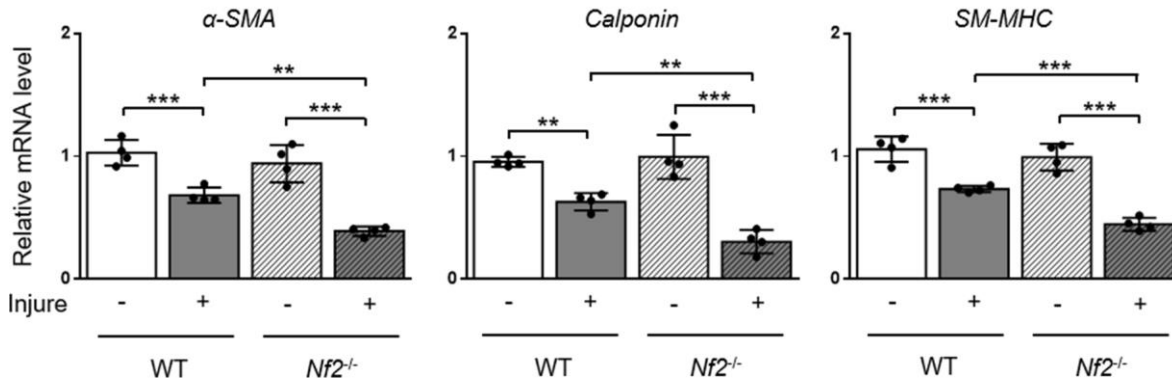 α-SMA Calponin SM-MHC
2 2 2
** ** ***
*** *** ** *** *** ***
1 1 1
Relative mRNA level
0 0 0
Injure - + - + - + - + - + - +
WT Nf2-/- WT Nf2-/- WT Nf2-/-